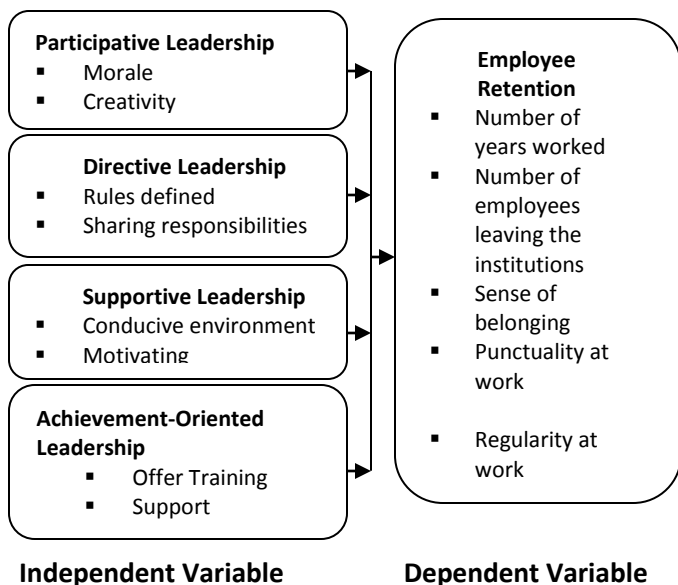 Participative Leadership
▪ Morale
▪ Creativity
Directive Leadership
▪ Rules defined
▪ Sharing responsibilities
Supportive Leadership
▪ Conducive environment
▪ Motivating
Achievement-Oriented
Leadership
▪ Offer Training
▪ Support
Independent Variable
Employee
Retention
▪ Number of
years worked
▪ Number of
employees
leaving the
institutions
▪ Sense of
belonging
▪ Punctuality at
work
▪ Regularity at
work
Dependent Variable